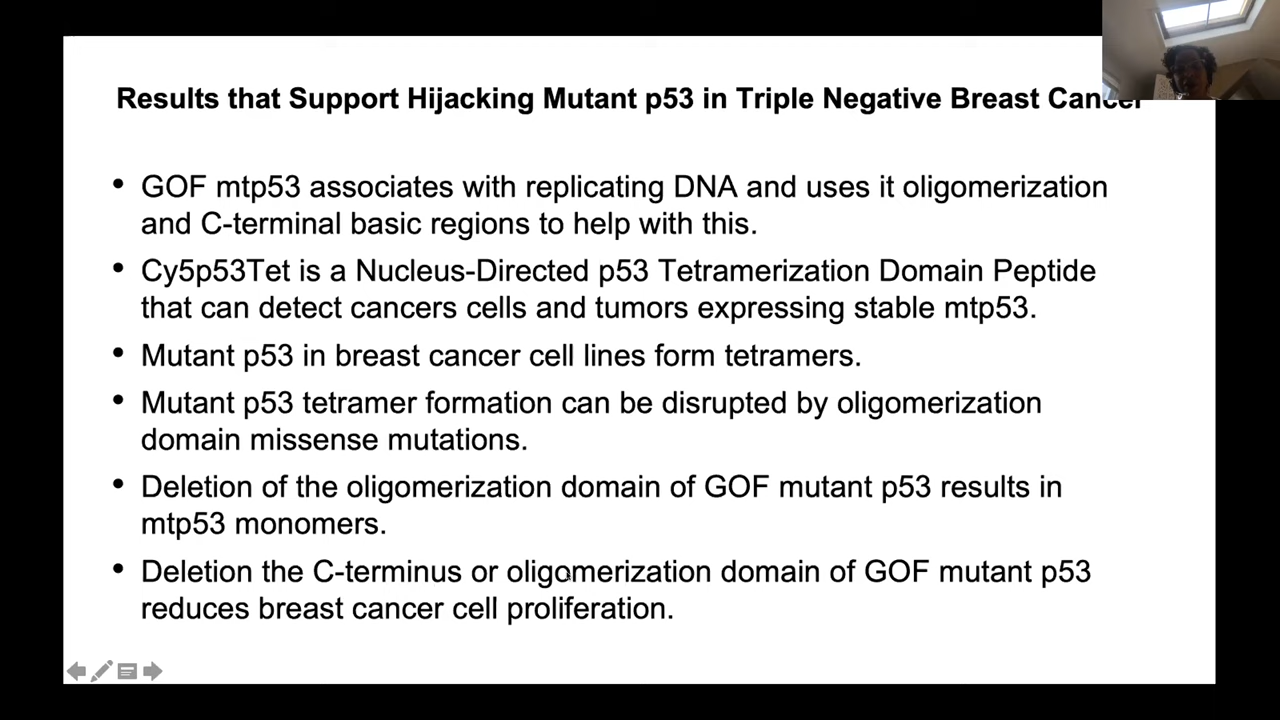 Results that Support Hijacking Mutant p53 in Triple Negative Breast Cancer
• GOF mtp53 associates with replicating DNA and uses it oligomerization
and C-terminal basic regions to help with this.
• Cy5p53Tet is a Nucleus-Directed p53 Tetramerization Domain Peptide
that can detect cancers cells and tumors expressing stable mtp53.
• Mutant p53 in breast cancer cell lines form tetramers.
• Mutant p53 tetramer formation can be disrupted by oligomerization
domain missense mutations.
• Deletion of the oligomerization domain of GOF mutant p53 results in
mtp53 monomers.
• Deletion the C-terminus or oligomerization domain of GOF mutant p53
reduces breast cancer cell proliferation.